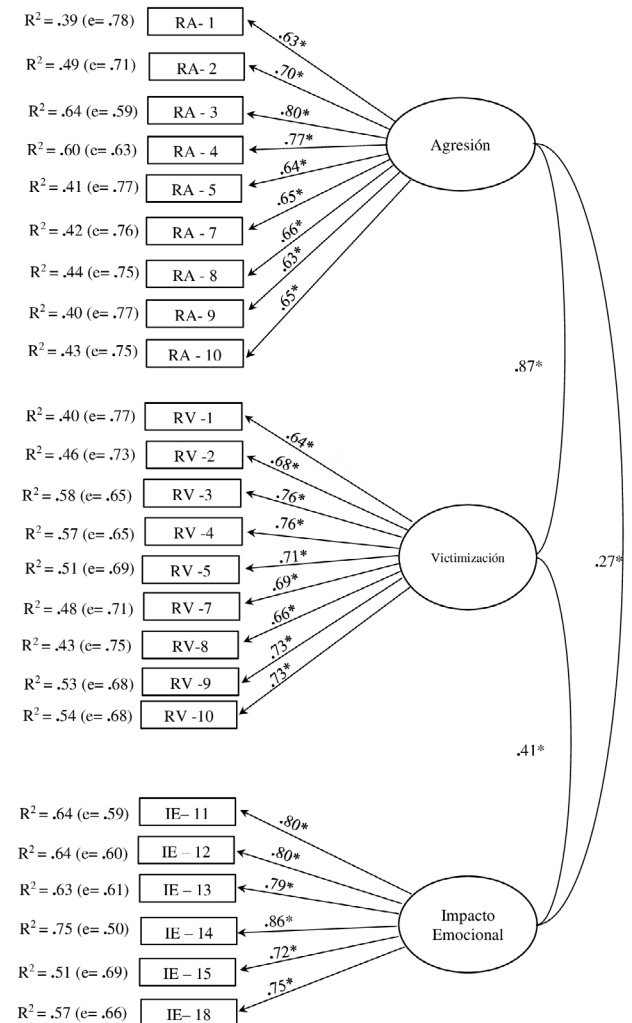 R² = .39 (e= .78) RA- 1 .63*
R² = .49 (e= .71) RA- 2 .70*
R² = .64 (e= .59) RA - 3 .80*
R² = .60 (e= .63) RA - 4 .77*
R² = .41 (e= .77) RA - 5 .64*
R² = .42 (e= .76) RA - 7 .65*
R² = .44 (e= .75) RA - 8 .66*
R² = .40 (e= .77) RA- 9 .63*
R² = .43 (e= .75) RA - 10 .65*
Agresión
.87*
R² = .40 (e= .77) RV -1 .64*
R² = .46 (e= .73) RV -2 .68*
R² = .58 (e= .65) RV -3 .76*
R² = .57 (e= .65) RV -4 .76*
R² = .51 (e= .69) RV -5 .71*
R² = .48 (e= .71) RV -7 .69*
R² = .43 (e= .75) RV-8 .66*
R² = .53 (e= .68) RV -9 .73*
R² = .54 (e= .68) RV -10 .73*
Victimización
.27*
.41*
R² = .64 (e= .59) IE– 11 .80*
R² = .64 (e= .60) IE – 12 .80*
R² = .63 (e= .61) IE – 13 .79*
R² = .75 (e= .50) IE – 14 .86*
R² = .51 (e= .69) IE – 15 .72*
R² = .57 (e= .66) IE– 18 .75*
Impacto
Emocional